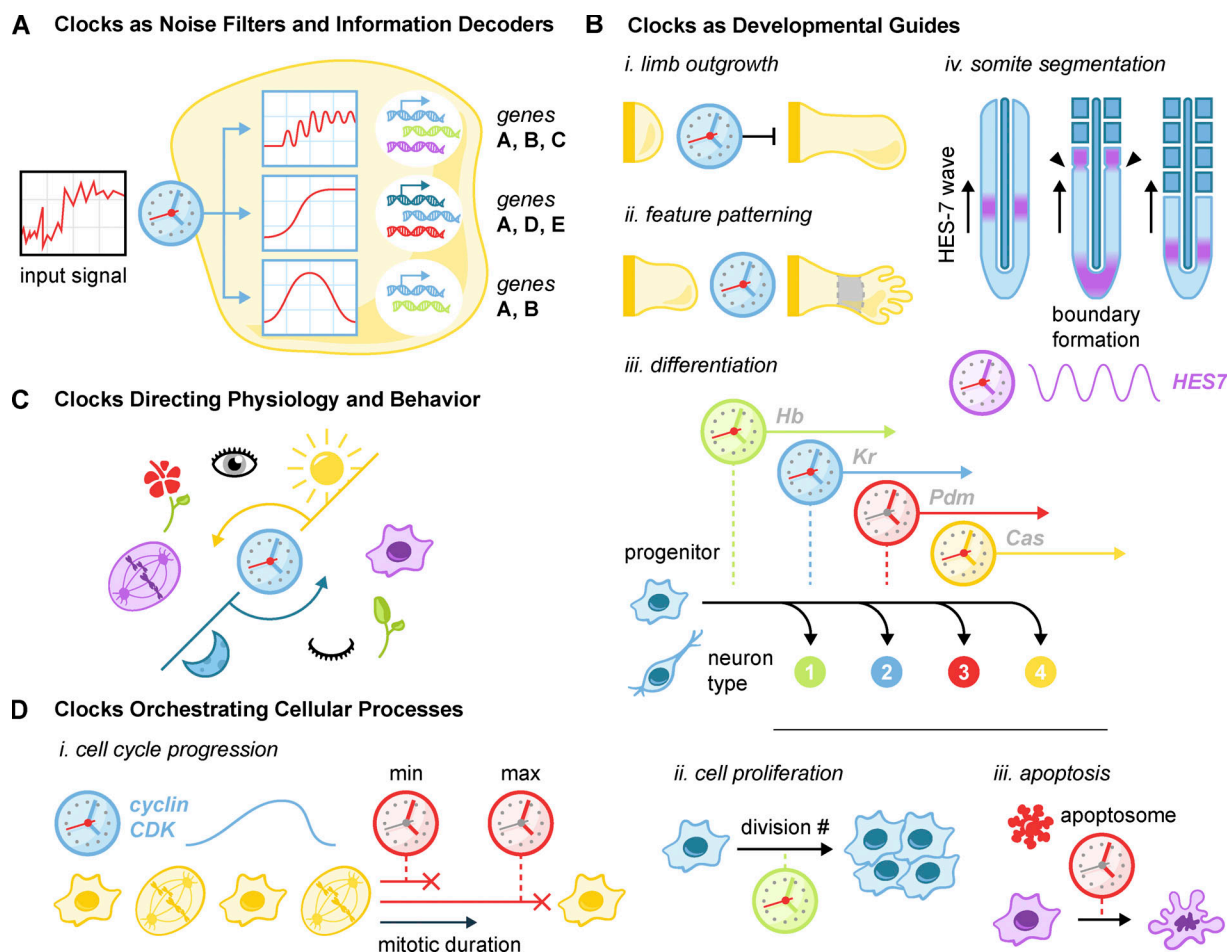 A Clocks as Noise Filters and Information Decoders
input signal
genes
A, B, C
genes
A, D, E
genes
A, B
B Clocks as Developmental Guides
i. limb outgrowth
ii. feature patterning
iii. differentiation
Hb
Kr
Pdm
Cas
progenitor
neuron
type
1
2
3
4
iv. somite segmentation
HES-7 wave
boundary
formation
HES7
C Clocks Directing Physiology and Behavior
D Clocks Orchestrating Cellular Processes
i. cell cycle progression
cyclin
CDK
min
max
mitotic duration
ii. cell proliferation
division #
iii. apoptosis
apoptosome